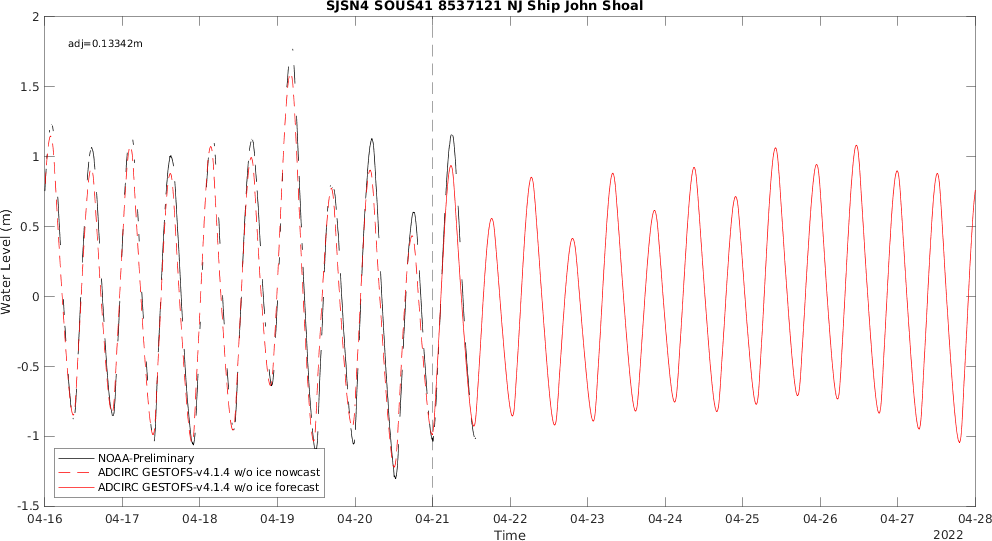 SJSN4 SOUS41 8537121 NJ Ship John Shoal
adj=0.13342m
2
1.5
1
0.5
0
-0.5
-1
-1.5
Water Level (m)
NOAA-Preliminary
ADCIRC GESTOFS-v4.1.4 w/o ice nowcast
ADCIRC GESTOFS-v4.1.4 w/o ice forecast
04-16 04-17 04-18 04-19 04-20 04-21 04-22 04-23 04-24 04-25 04-26 04-27 04-28
Time
2022